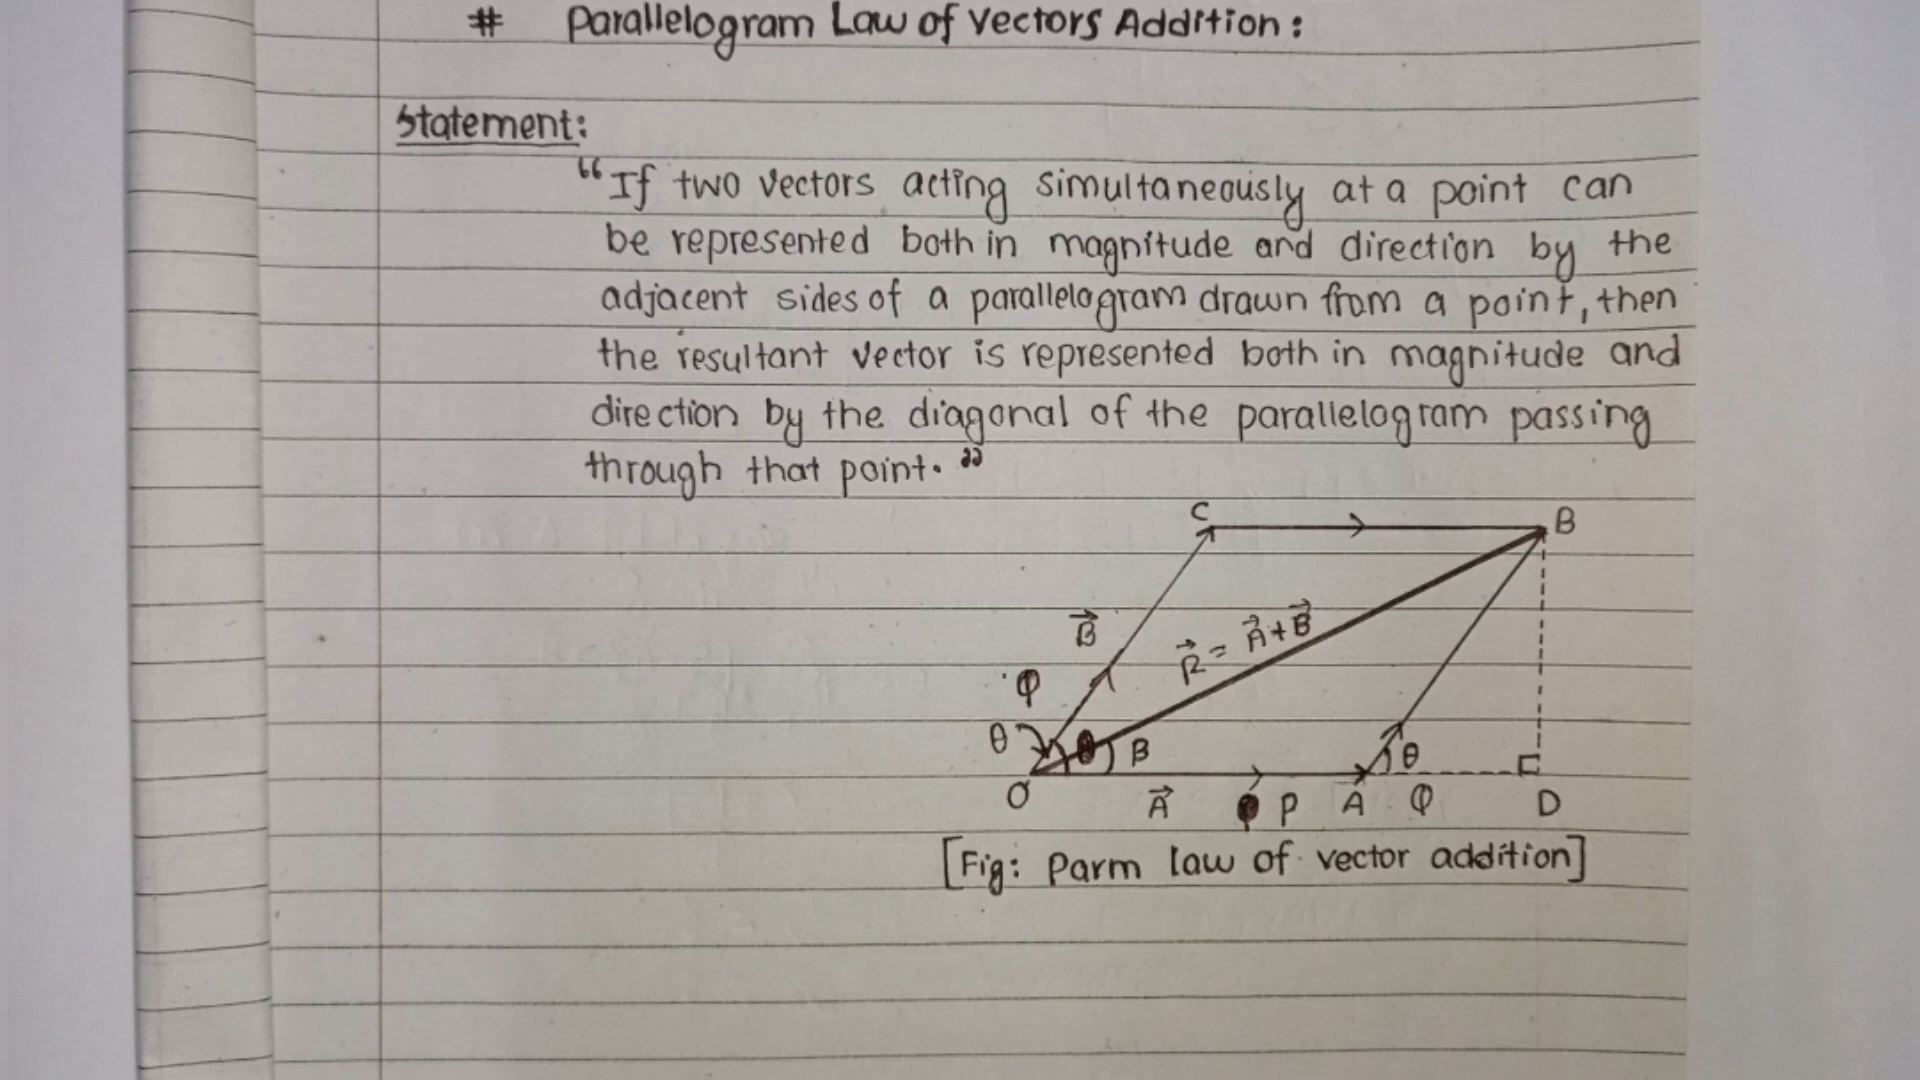 # Parallelogram Law of Vectors Addition:
Statement:
"If two vectors acting simultaneously at a point can
be represented both in magnitude and direction by the
adjacent sides of a parallelogram drawn from a point, then
the resultant vector is represented both in magnitude and
direction by the diagonal of the parallelogram passing
through that point."
C B
B⃗ R⃗ = A⃗+B⃗
φ
θ θ B θ
O A⃗ P A φ D
[Fig: Parm law of vector addition]